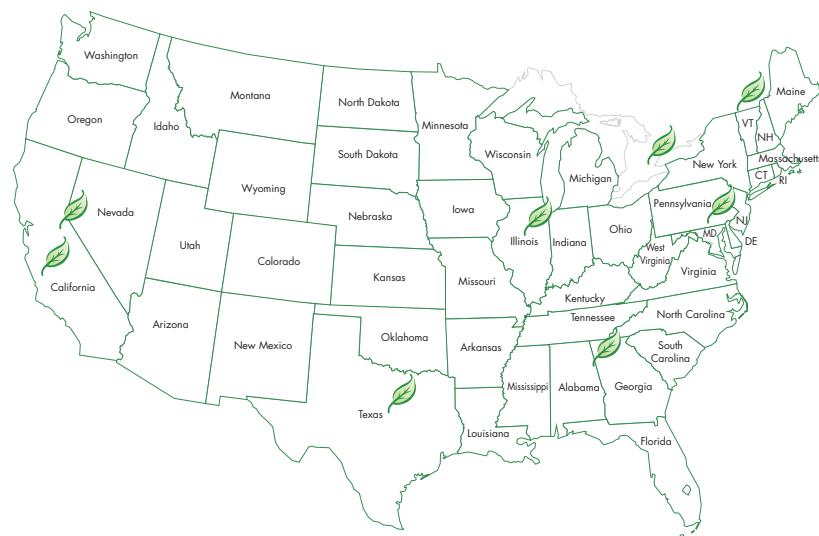 Washington
Maine
Montana
North Dakota
Oregon
Idaho
Minnesota
VT
NH
Wisconsin
South Dakota
Massachusetts
New York
Michigan
CT
RI
Wyoming
Nevada
Pennsylvania
Iowa
Nebraska
NJ
Ohio
MD
DE
Utah
Illinois
Indiana
West
Virginia
Colorado
Virginia
Kansas
Missouri
California
Kentucky
North Carolina
Tennessee
Arizona
Oklahoma
New Mexico
Arkansas
South
Carolina
Mississippi
Alabama
Georgia
Texas
Louisiana
Florida